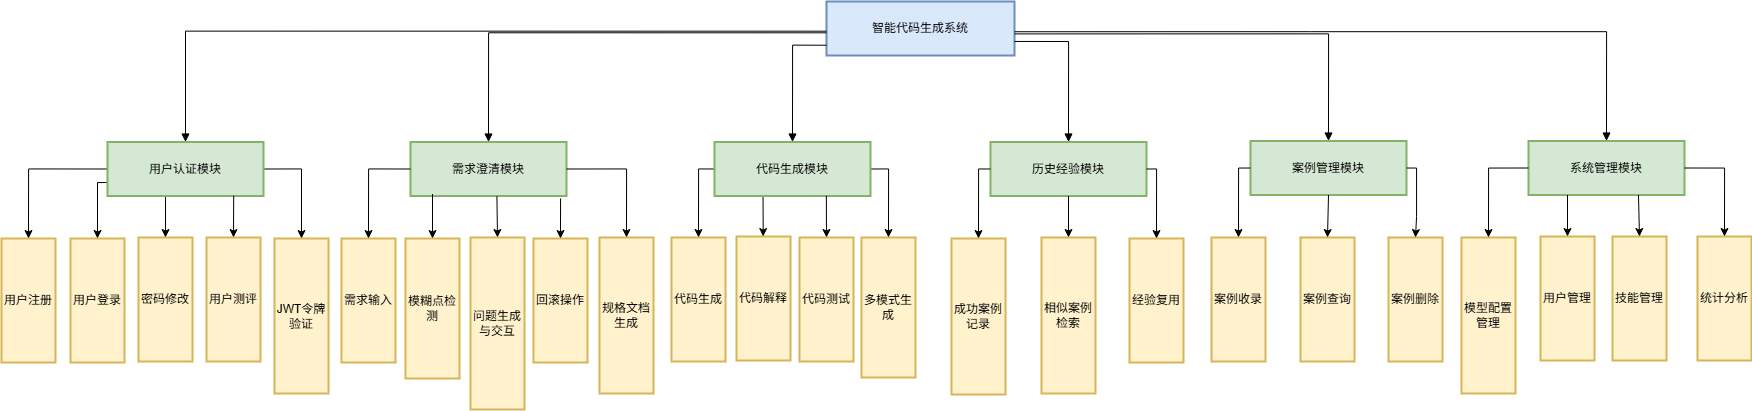 智能代码生成系统
用户认证模块
需求澄清模块
代码生成模块
历史经验模块
案例管理模块
系统管理模块
用户注册
用户登录
密码修改
用户测评
JWT令牌
验证
需求输入
模糊点检
测
问题生成
与交互
回滚操作
规格文档
生成
代码生成
代码解释
代码测试
多模式生
成
成功案例
记录
相似案例
检索
经验复用
案例收录
案例查询
案例删除
模型配置
管理
用户管理
技能管理
统计分析